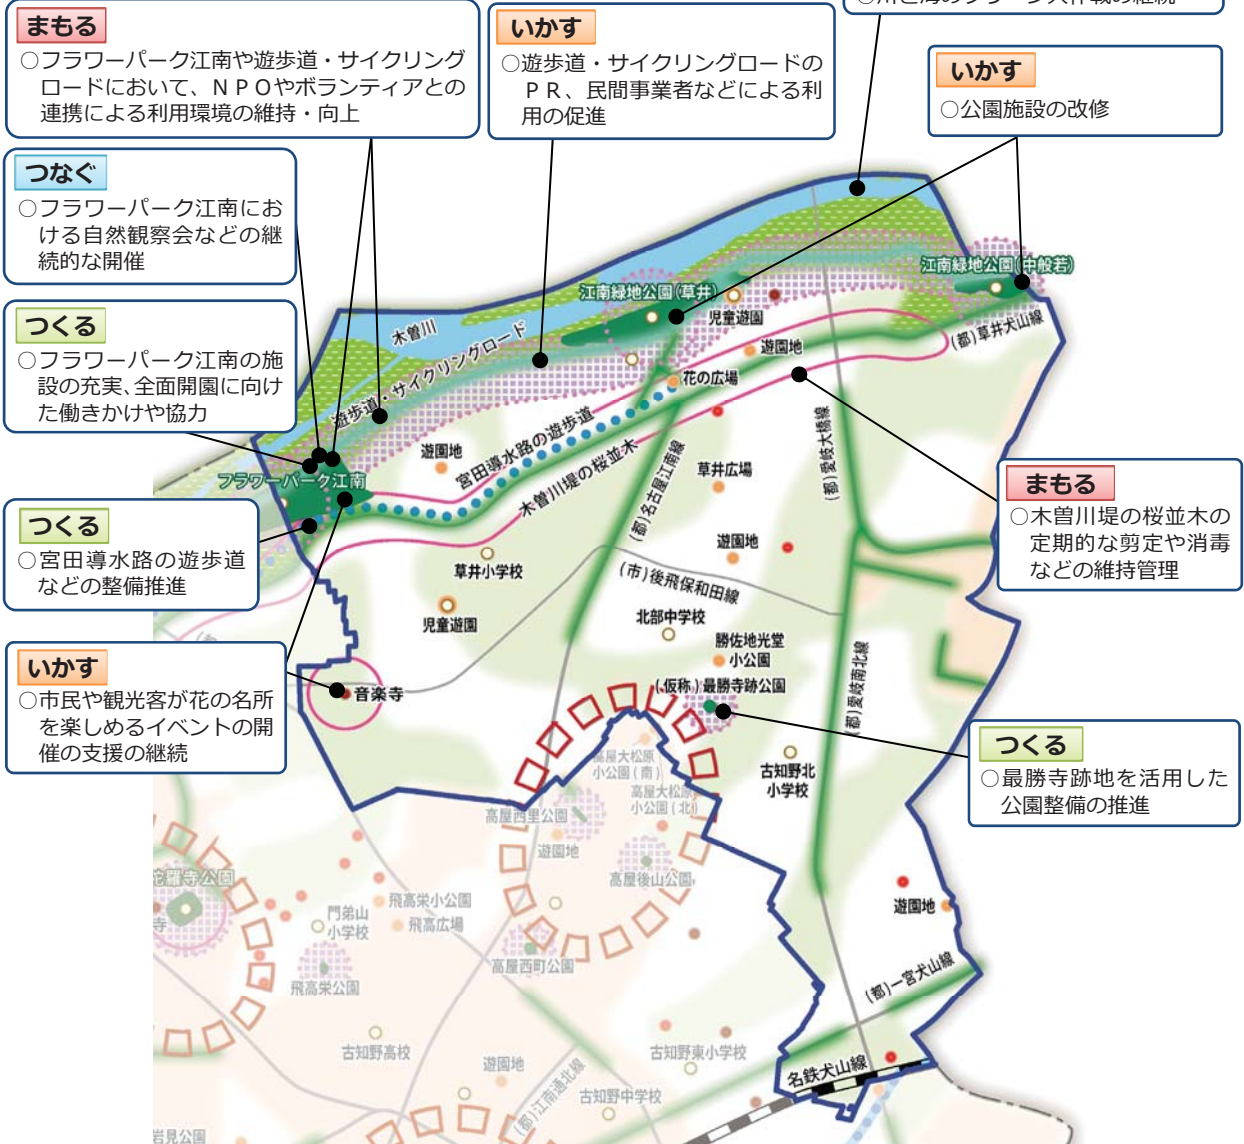 まもる
○フラワーパーク江南や遊歩道・サイクリング
ロードにおいて、ＮＰＯやボランティアとの
連携による利用環境の維持・向上
いかす
○遊歩道・サイクリングロードの
ＰＲ、民間事業者などによる利
用の促進
いかす
○公園施設の改修
つなぐ
○フラワーパーク江南にお
ける自然観察会などの継
続的な開催
つくる
○フラワーパーク江南の施
設の充実、全面開園に向け
た働きかけや協力
つくる
○宮田導水路の遊歩道
などの整備推進
いかす
○市民や観光客が花の名所
を楽しめるイベントの開
催の支援の継続
まもる
○木曽川堤の桜並木の
定期的な剪定や消毒
などの維持管理
つくる
○最勝寺跡地を活用した
公園整備の推進
江南緑地公園(中般若)
江南緑地公園(草井)
児童遊園
木曽川
遊歩道・サイクリングロード
(都)草井犬山線
遊園地
花の広場
宮田導水路の遊歩道
木曽川堤の桜並木
遊園地
フラワーパーク江南
(都)名古屋江南線
草井広場
(都)愛岐大橋線
遊園地
草井小学校
(市)後飛保和田線
児童遊園
北部中学校
勝佐地光堂
小公園
(仮称)最勝寺跡公園
(都)愛岐南北線
音楽寺
古知野北
小学校
高屋大松原
小公園(南)
高屋大松原
小公園(北)
高屋西里公園
遊園地
高屋後山公園
飛高栄小公園
門弟山
小学校
飛高広場
遊園地
高屋西町公園
飛高栄公園
(都)一宮犬山線
古知野高校
遊園地
古知野東小学校
名鉄犬山線
(都)江南通北線
古知野中学校
岩見公園